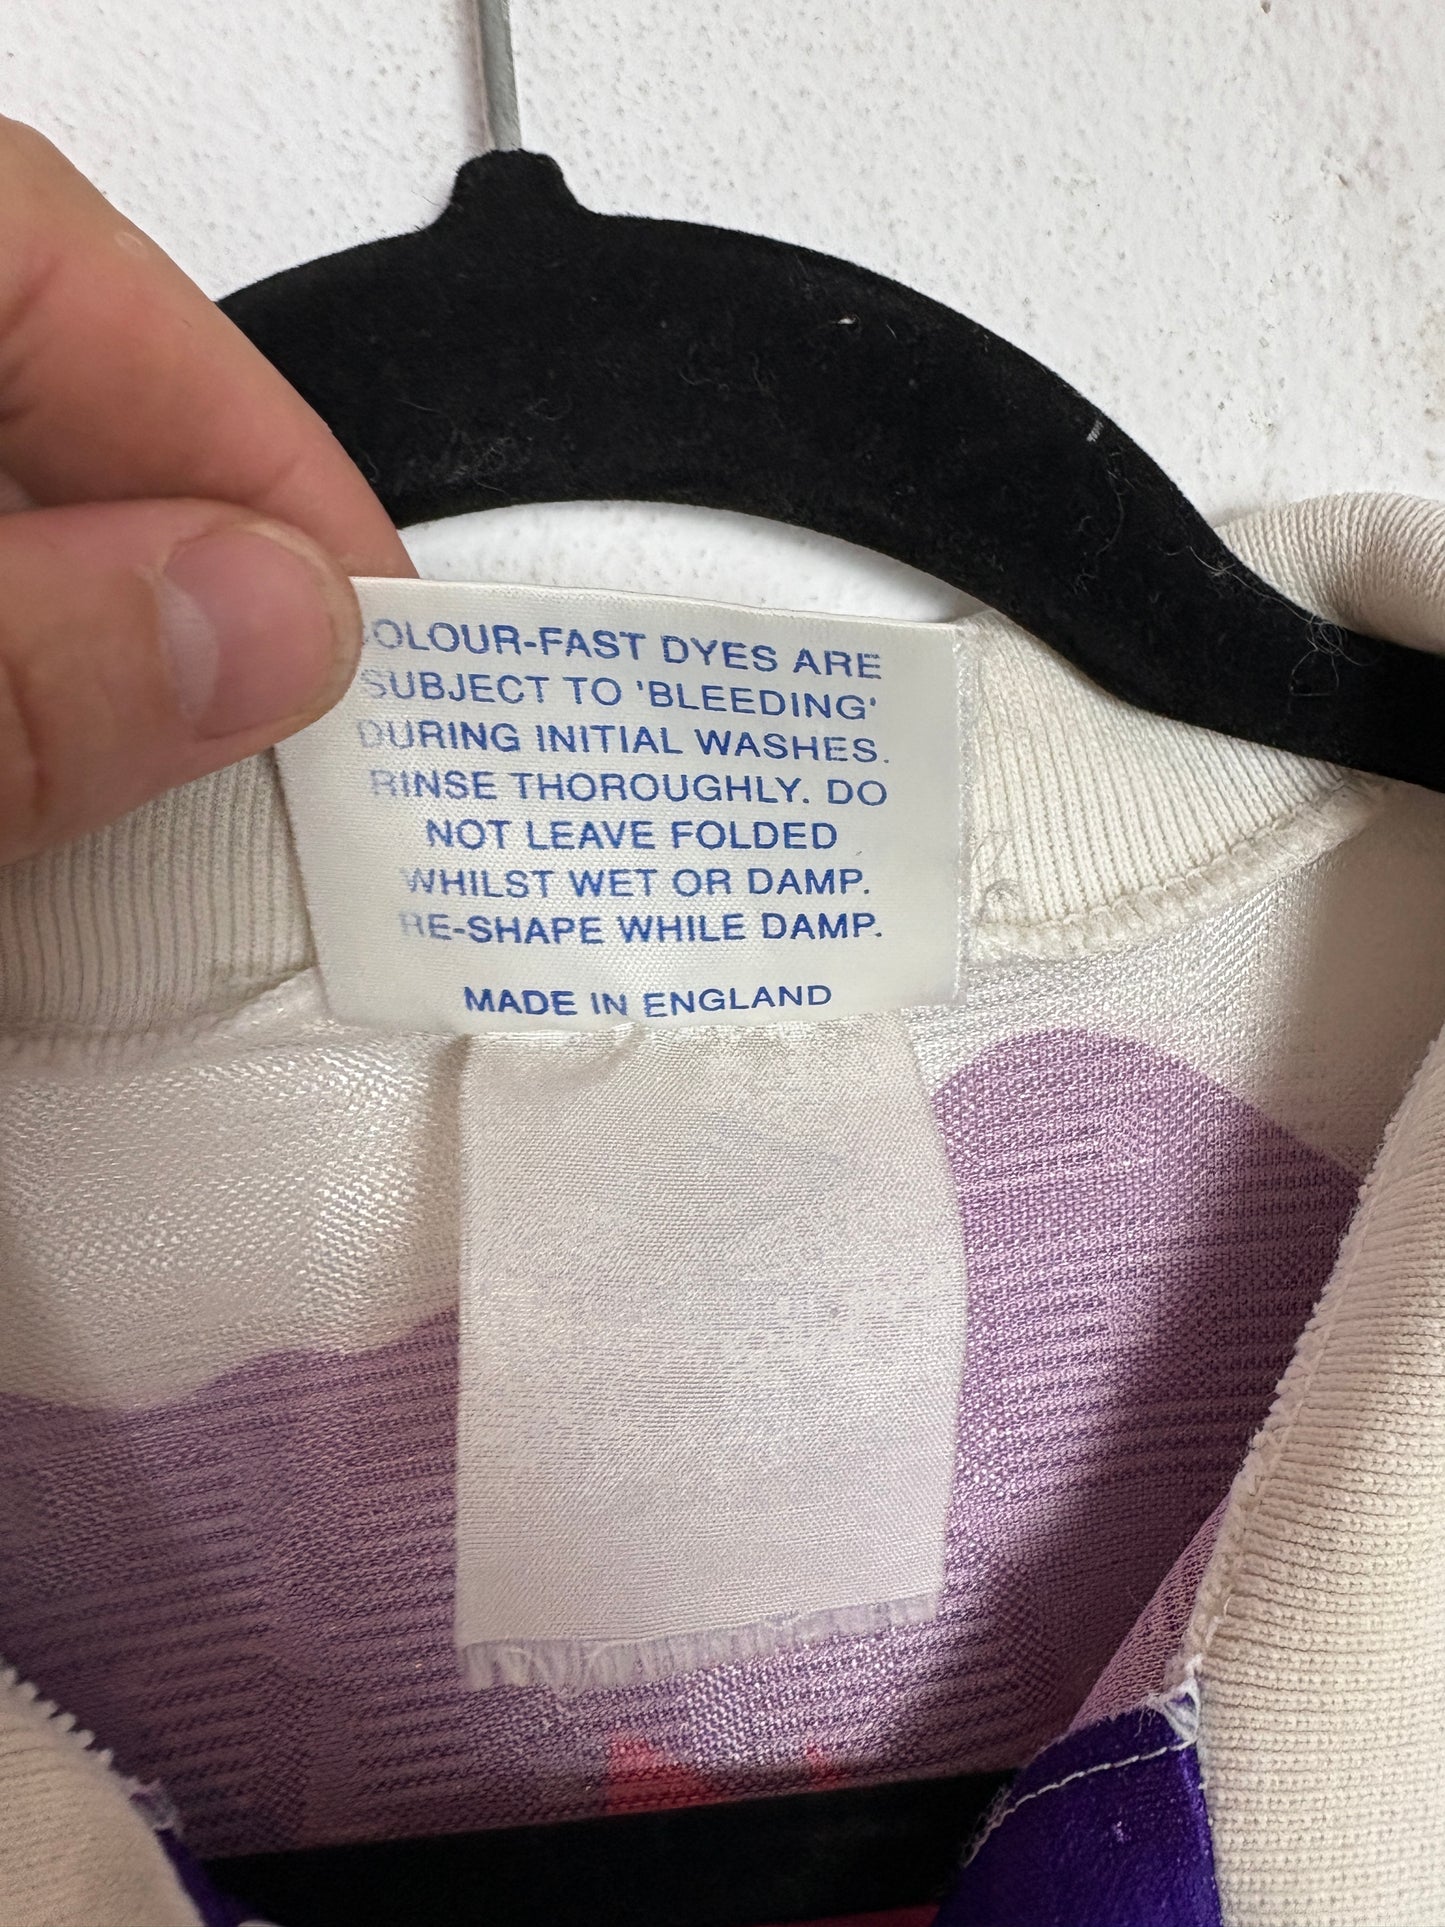 COLOUR-FAST DYES ARE
SUBJECT TO 'BLEEDING'
DURING INITIAL WASHES.
RINSE THOROUGHLY. DO
NOT LEAVE FOLDED
WHILST WET OR DAMP.
RE-SHAPE WHILE DAMP.
MADE IN ENGLAND